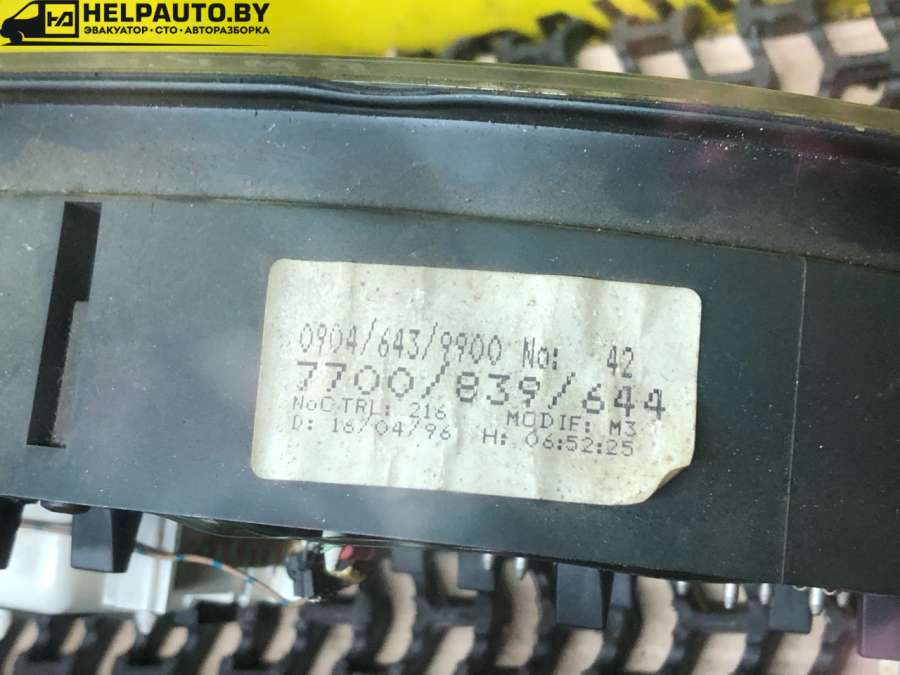 HELPAUTO.BY
ЭВАКУАТОР • СТО • АВТОРАЗБОРКА
0904/643/9900 No: 42
7700/839/644
NoCTRL: 216 MODIF: M3
D: 16/04/96 H: 06:52:25